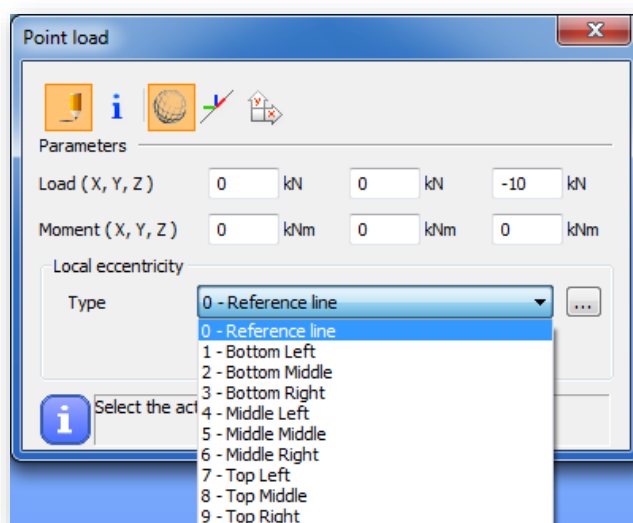 Point load
Parameters
Load ( X, Y, Z ) 0 kN 0 kN -10 kN
Moment ( X, Y, Z ) 0 kNm 0 kNm 0 kNm
Local eccentricity
Type 0 - Reference line ...
0 - Reference line
1 - Bottom Left
2 - Bottom Middle
3 - Bottom Right
Select the act
4 - Middle Left
5 - Middle Middle
6 - Middle Right
7 - Top Left
8 - Top Middle
9 - Top Right